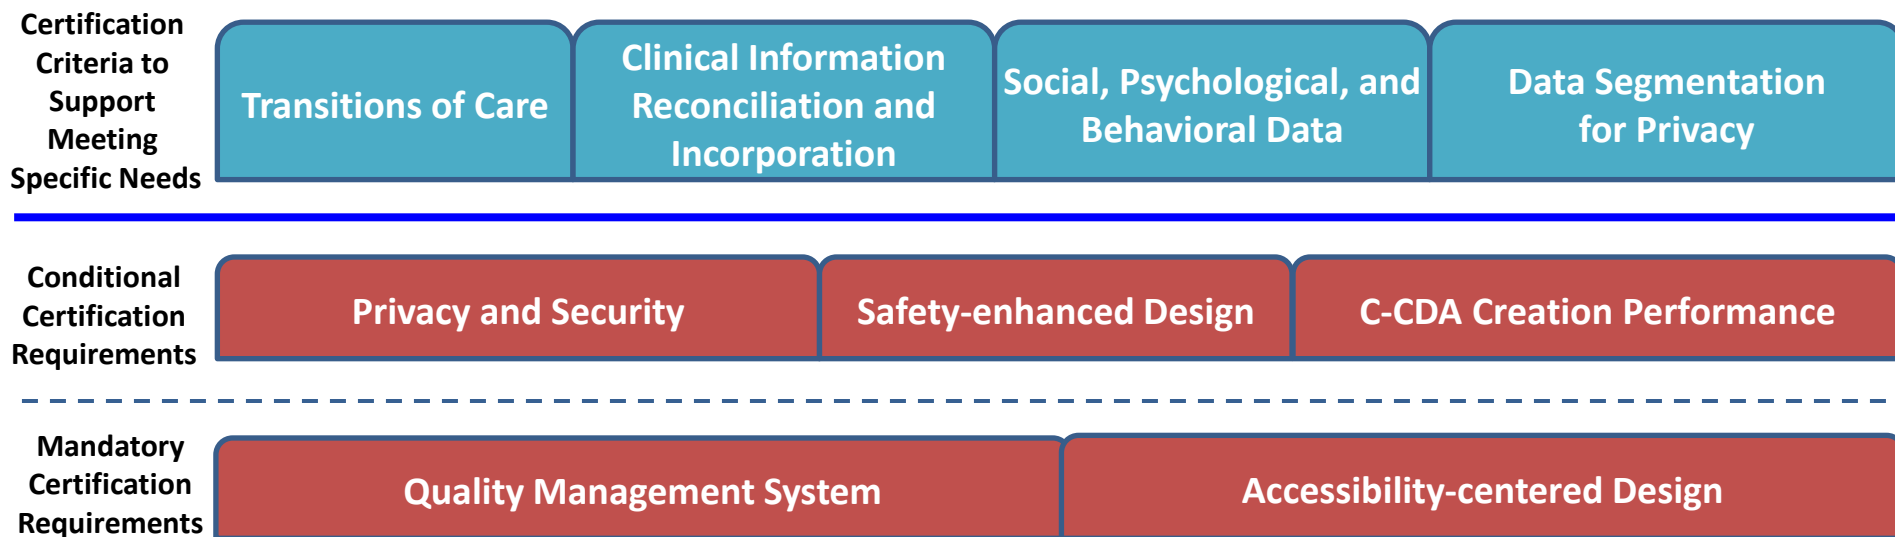 Certification
Criteria to
Support
Meeting
Specific Needs
Transitions of Care
Clinical Information
Reconciliation and
Incorporation
Social, Psychological, and
Behavioral Data
Data Segmentation
for Privacy
Conditional
Certification
Requirements
Privacy and Security
Safety-enhanced Design
C-CDA Creation Performance
Mandatory
Certification
Requirements
Quality Management System
Accessibility-centered Design